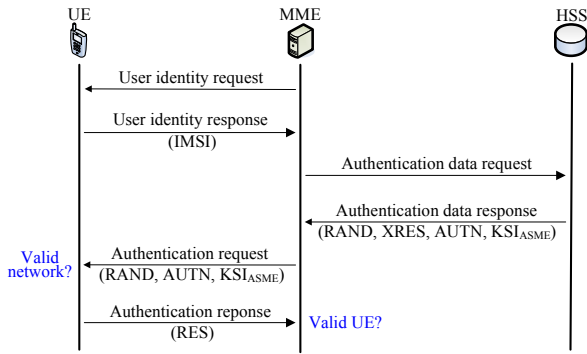 UE
MME
HSS
User identity request
User identity response
(IMSI)
Authentication data request
Authentication data response
(RAND, XRES, AUTN, KSIASME)
Valid
network?
Authentication request
(RAND, AUTN, KSIASME)
Authentication reponse
(RES)
Valid UE?